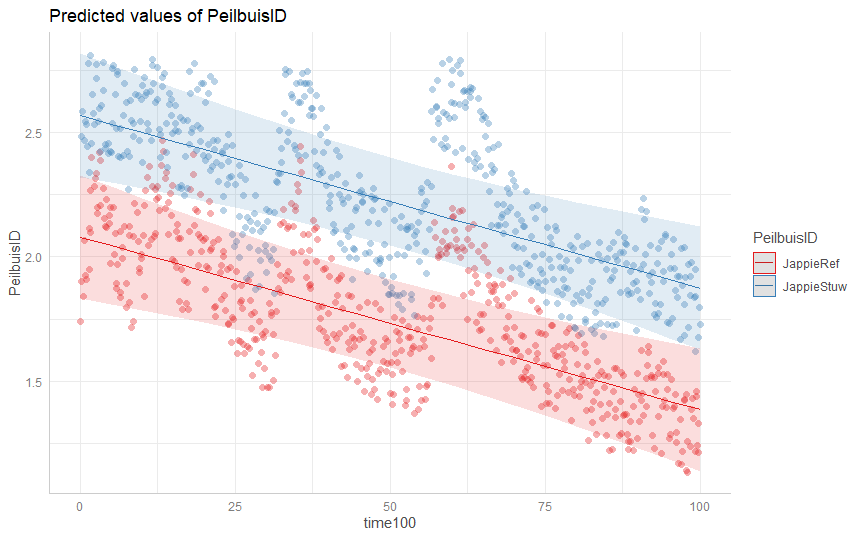 Predicted values of PeilbuisID
PeilbuisID
2.5
2.0
1.5
0
25
50
75
100
time100
PeilbuisID
JappieRef
JappieStuw